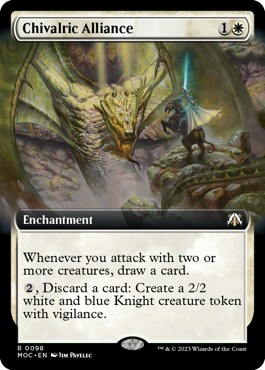 Chivalric Alliance 1
Enchantment
Whenever you attack with two or
more creatures, draw a card.
2, Discard a card: Create a 2/2
white and blue Knight creature token
with vigilance.
R 0098
MOC • EN Jim Pavelec
™ & © 2023 Wizards of the Coast